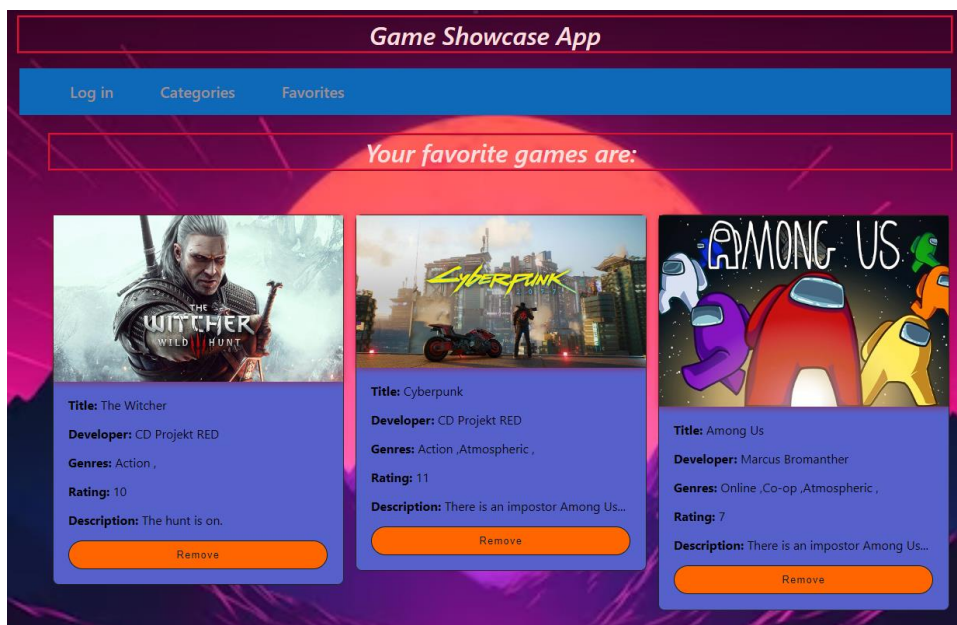 Game Showcase App
Log in Categories Favorites
Your favorite games are:
THE
WITCHER
WILD HUNT
Title: The Witcher
Developer: CD Projekt RED
Genres: Action ,
Rating: 10
Description: The hunt is on.
Remove
Cyberpunk
Title: Cyberpunk
Developer: CD Projekt RED
Genres: Action ,Atmospheric ,
Rating: 11
Description: There is an impostor Among Us...
Remove
AMONG US
Title: Among Us
Developer: Marcus Bromanther
Genres: Online ,Co-op ,Atmospheric ,
Rating: 7
Description: There is an impostor Among Us...
Remove